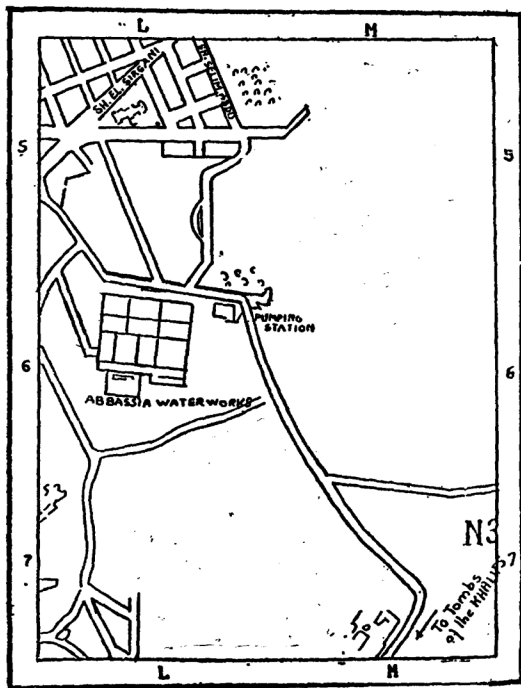 L M
SH. EL SIRGANI
5 5
PUMPING
STATION
6 6
ABBASSIA WATERWORKS
N3
7 7
To Tombs
of the KHALIFS
L M